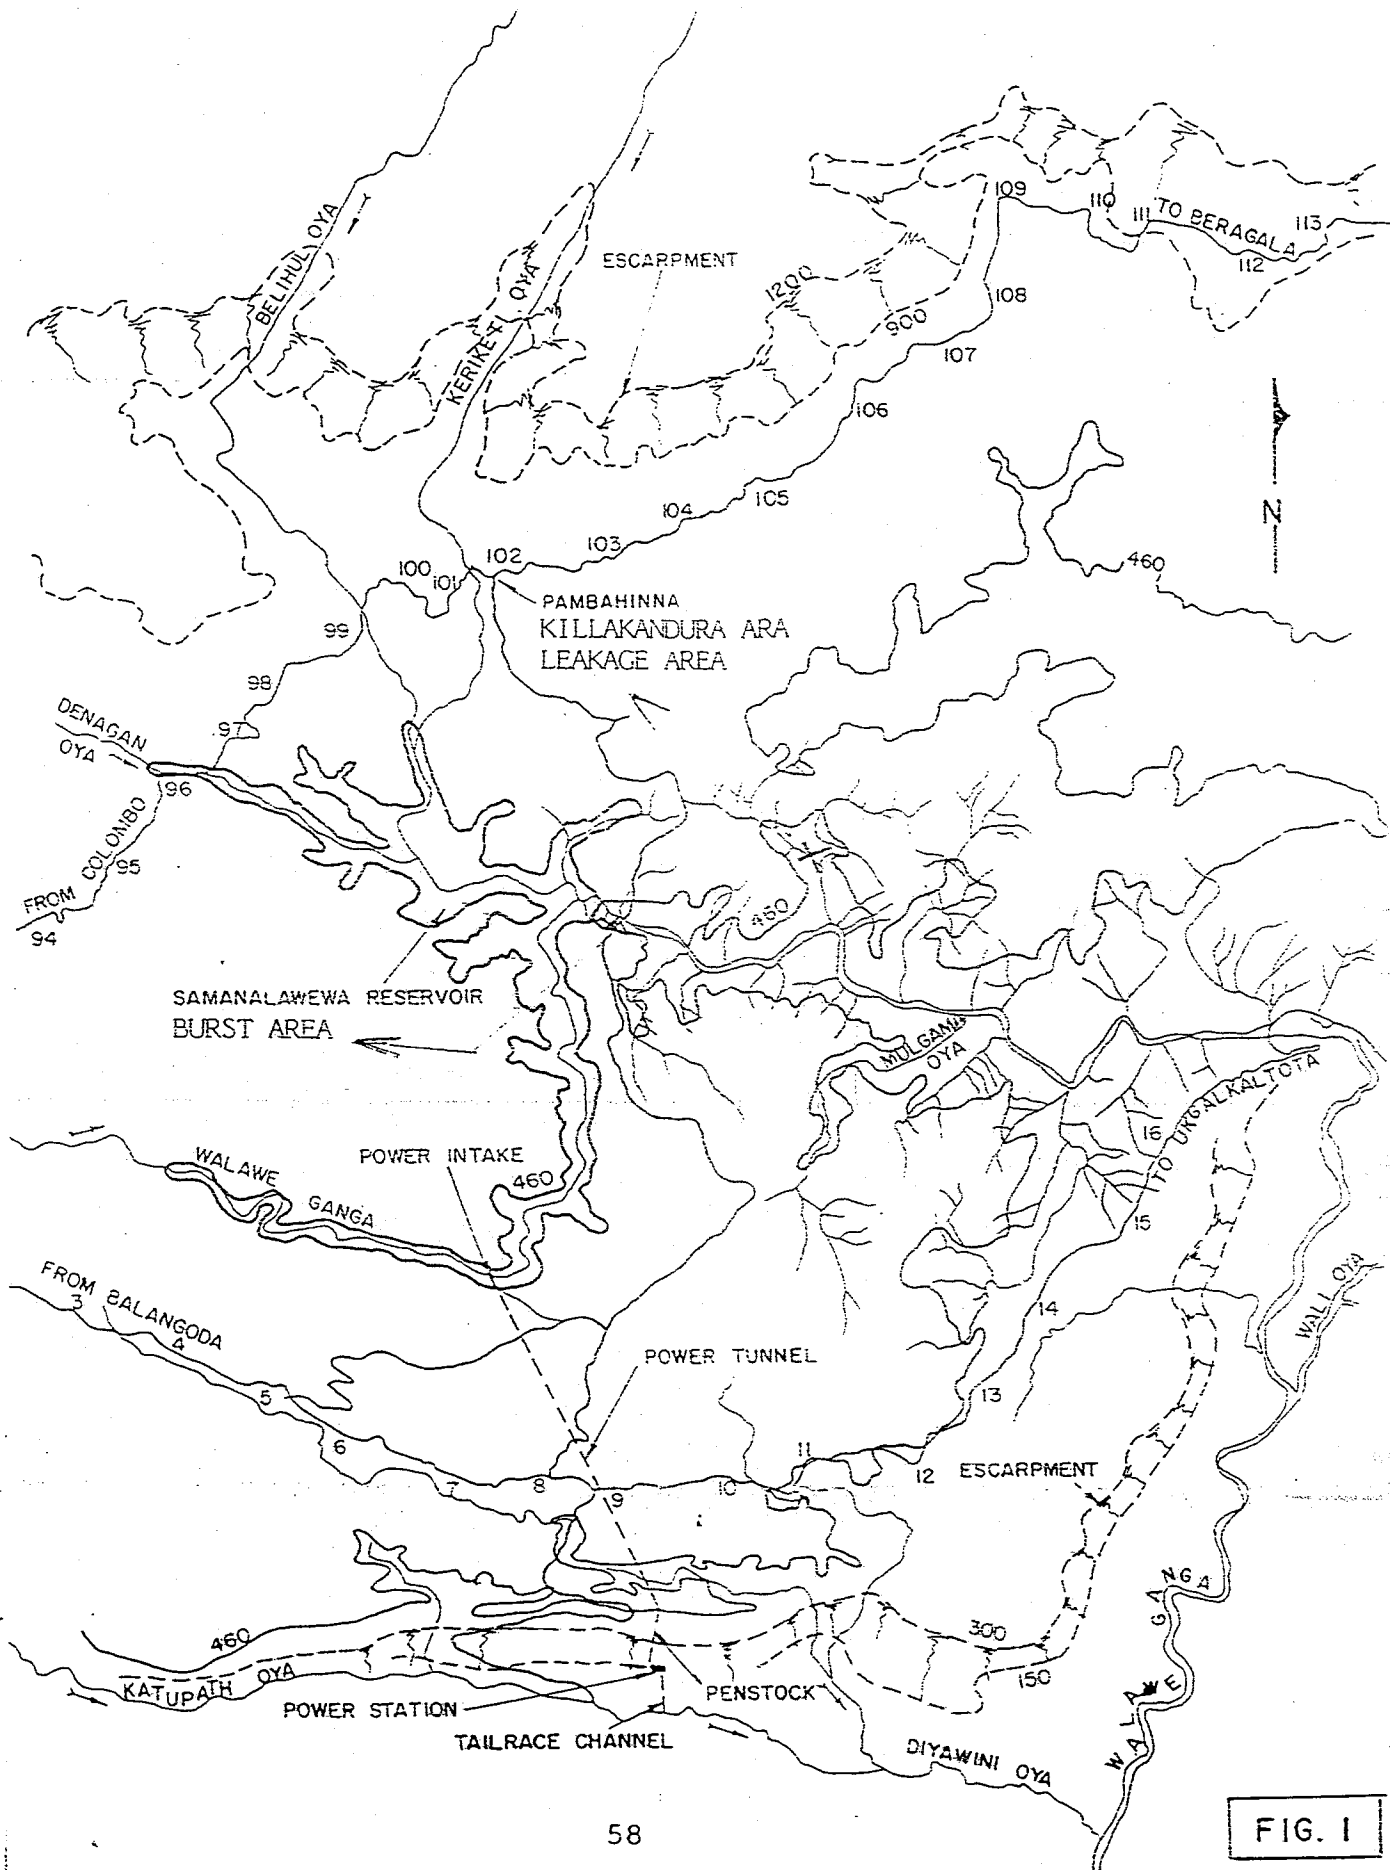 BELIHUL OYA
KERIKETI OYA
ESCARPMENT
1200
900
109
110
111
TO BERAGALA
113
112
108
107
106
105
104
103
102
101
100
99
98
97
96
95
94
460
N
PAMBAHINNA
KILLAKANDURA ARA
LEAKAGE AREA
DENAGAN
OYA
FROM COLOMBO
460
SAMANALAWEWA RESERVOIR
BURST AREA
MULGAMA
OYA
TO UKGALKALTOTA
16
15
14
13
12
11
10
9
8
7
6
5
4
3
WALAWE GANGA
POWER INTAKE
460
FROM BALANGODA
POWER TUNNEL
WALI OYA
ESCARPMENT
460
300
150
KATUPATH OYA
POWER STATION
PENSTOCK
TAILRACE CHANNEL
DIYAWINI OYA
WALAWE GANGA
58
FIG. 1